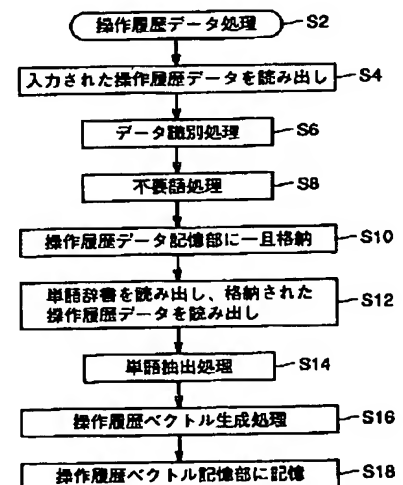 操作履歴データ処理 S2
入力された操作履歴データを読み出し S4
データ識別処理 S6
不要語処理 S8
操作履歴データ記憶部に一旦格納 S10
単語辞書を読み出し、格納された
操作履歴データを読み出し S12
単語抽出処理 S14
操作履歴ベクトル生成処理 S16
操作履歴ベクトル記憶部に記憶 S18